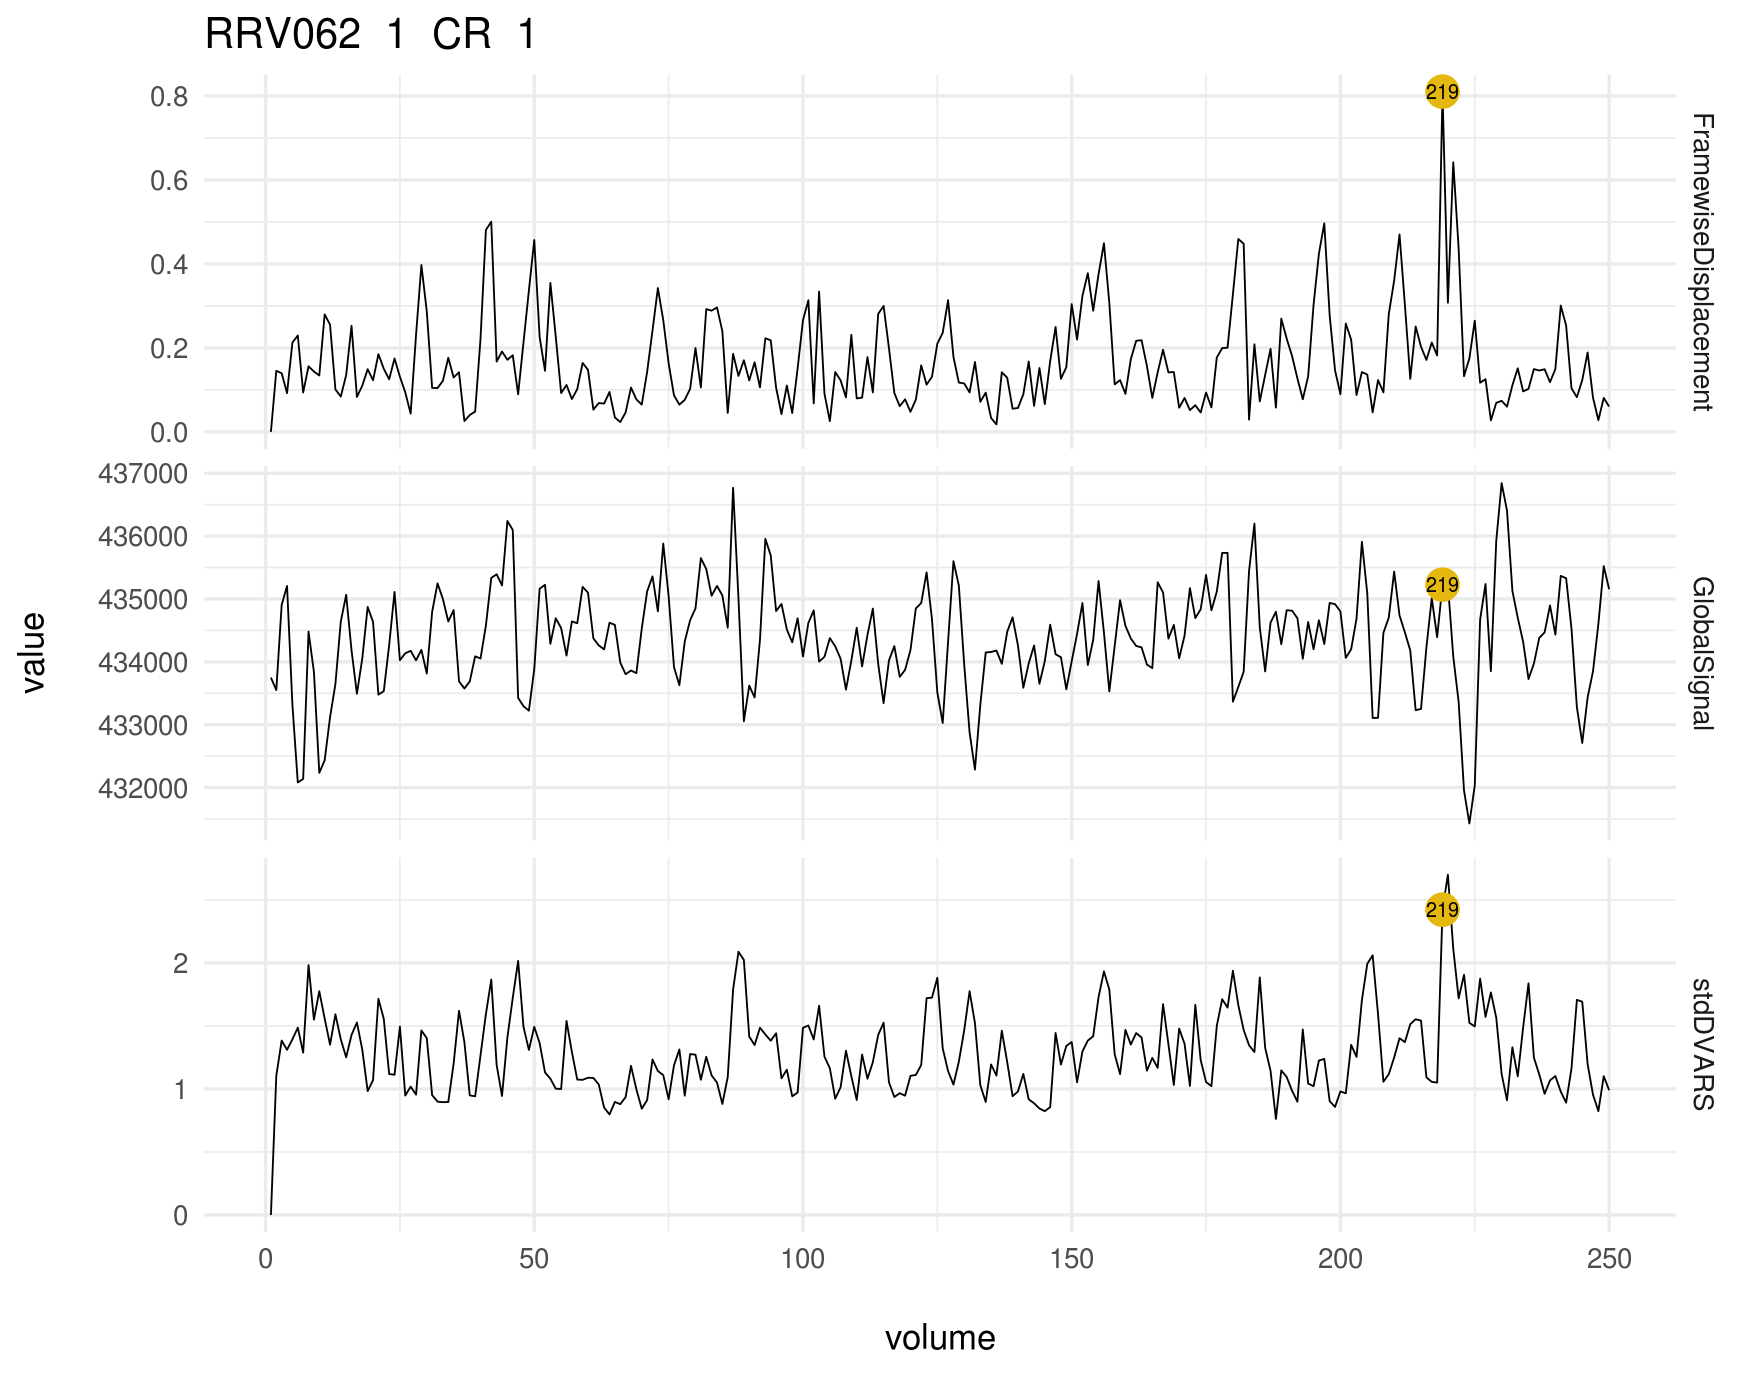 RRV062  1  CR  1
0.8
0.6
0.4
0.2
0.0
FramewiseDisplacement
219
437000
436000
435000
434000
433000
432000
GlobalSignal
219
value
2
1
0
stdDVARS
219
0 50 100 150 200 250
volume